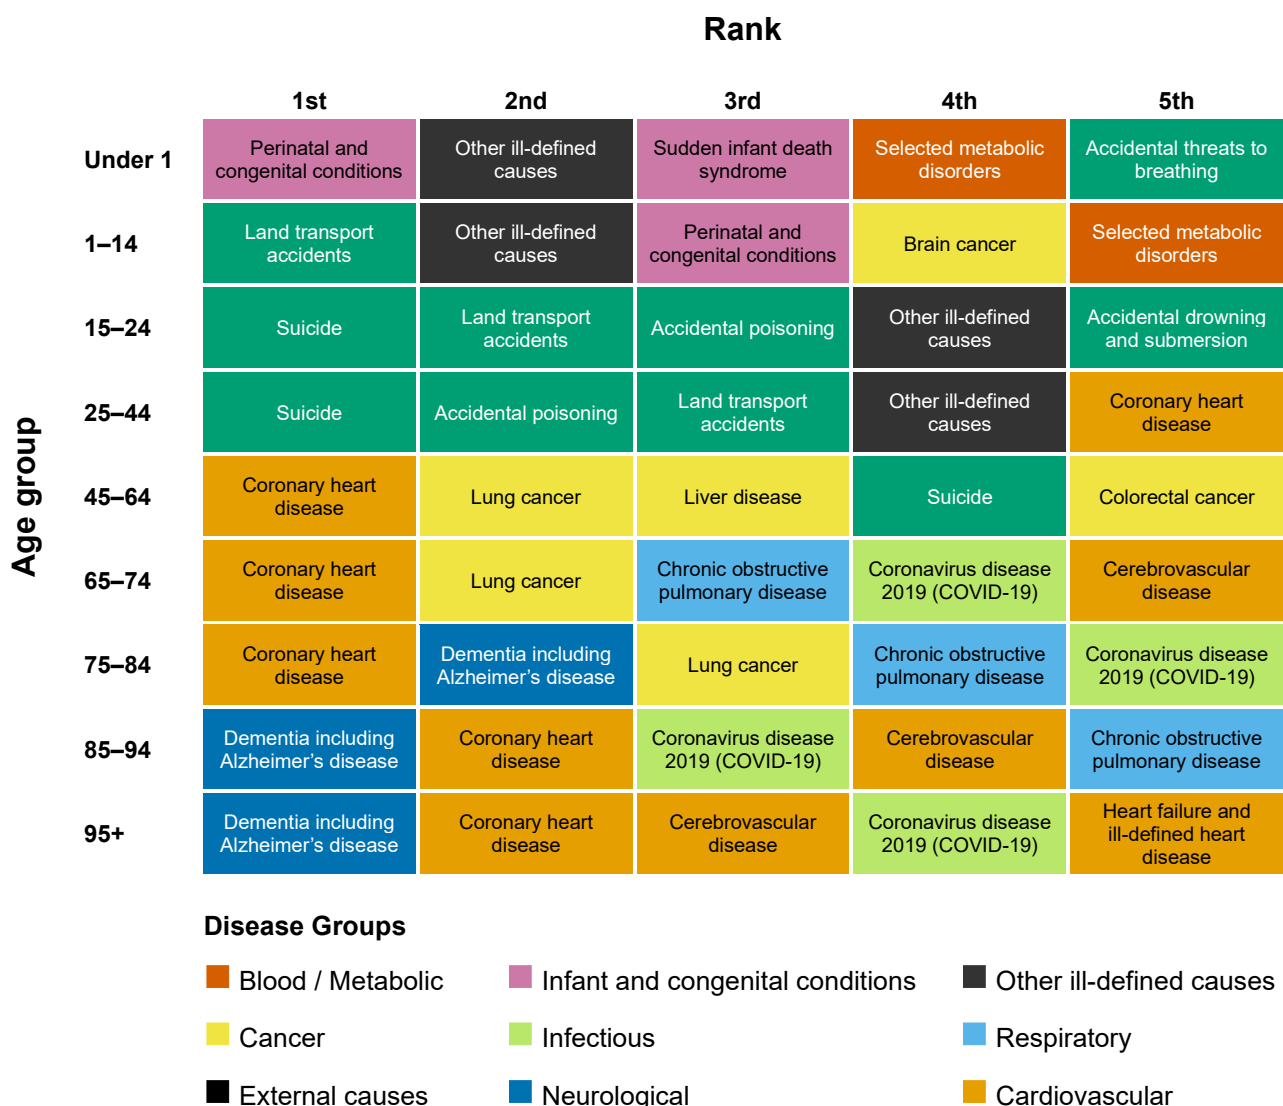 Rank
1st 2nd 3rd 4th 5th
Age group
Under 1
Perinatal and
congenital conditions
Other ill-defined
causes
Sudden infant death
syndrome
Selected metabolic
disorders
Accidental threats to
breathing
1–14
Land transport
accidents
Other ill-defined
causes
Perinatal and
congenital conditions
Brain cancer
Selected metabolic
disorders
15–24
Suicide
Land transport
accidents
Accidental poisoning
Other ill-defined
causes
Accidental drowning
and submersion
25–44
Suicide
Accidental poisoning
Land transport
accidents
Other ill-defined
causes
Coronary heart
disease
45–64
Coronary heart
disease
Lung cancer
Liver disease
Suicide
Colorectal cancer
65–74
Coronary heart
disease
Lung cancer
Chronic obstructive
pulmonary disease
Coronavirus disease
2019 (COVID-19)
Cerebrovascular
disease
75–84
Coronary heart
disease
Dementia including
Alzheimer’s disease
Lung cancer
Chronic obstructive
pulmonary disease
Coronavirus disease
2019 (COVID-19)
85–94
Dementia including
Alzheimer’s disease
Coronary heart
disease
Coronavirus disease
2019 (COVID-19)
Cerebrovascular
disease
Chronic obstructive
pulmonary disease
95+
Dementia including
Alzheimer’s disease
Coronary heart
disease
Cerebrovascular
disease
Coronavirus disease
2019 (COVID-19)
Heart failure and
ill-defined heart
disease
Disease Groups
Blood / Metabolic
Infant and congenital conditions
Other ill-defined causes
Cancer
Infectious
Respiratory
External causes
Neurological
Cardiovascular